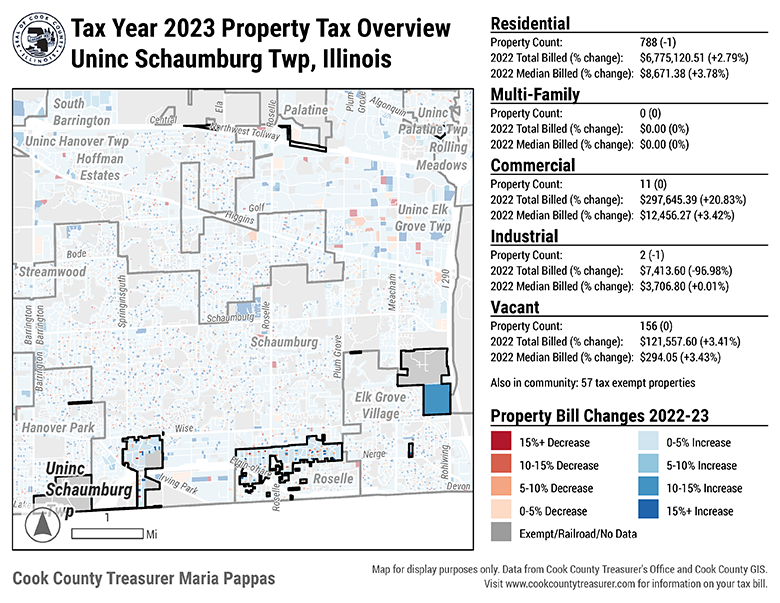 SEAL OF COOK COUNTY
ILLINOIS
Tax Year 2023 Property Tax Overview
Uninc Schaumburg Twp, Illinois
South
Barrington
Central
Ela
Northwest Tollway
Roselle
Palatine
Plum
Grove
Algonquin
Uninc
Palatine Twp
Rolling
Meadows
Uninc Hanover Twp
Hoffman
Estates
Golf
Higgins
Uninc Elk
Grove Twp
Bode
Streamwood
Springinsguth
Barrington
Barrington
Barrington
Schaumburg
Roselle
Schaumburg
Meacham
I 290
Plum Grove
Elk Grove
Village
Hanover Park
Wise
Uninc
Schaumburg
Twp
Lake
Irving Park
Elgin-O'Hare
Roselle
Roselle
Nerge
Rohlwing
Devon
1
Mi
Residential
Property Count: 788 (-1)
2022 Total Billed (% change): $6,775,120.51 (+2.79%)
2022 Median Billed (% change): $8,671.38 (+3.78%)
Multi-Family
Property Count: 0 (0)
2022 Total Billed (% change): $0.00 (0%)
2022 Median Billed (% change): $0.00 (0%)
Commercial
Property Count: 11 (0)
2022 Total Billed (% change): $297,645.39 (+20.83%)
2022 Median Billed (% change): $12,456.27 (+3.42%)
Industrial
Property Count: 2 (-1)
2022 Total Billed (% change): $7,413.60 (-96.98%)
2022 Median Billed (% change): $3,706.80 (+0.01%)
Vacant
Property Count: 156 (0)
2022 Total Billed (% change): $121,557.60 (+3.41%)
2022 Median Billed (% change): $294.05 (+3.43%)
Also in community: 57 tax exempt properties
Property Bill Changes 2022-23
15%+ Decrease
10-15% Decrease
5-10% Decrease
0-5% Decrease
Exempt/Railroad/No Data
0-5% Increase
5-10% Increase
10-15% Increase
15%+ Increase
Cook County Treasurer Maria Pappas
Map for display purposes only. Data from Cook County Treasurer's Office and Cook County GIS.
Visit www.cookcountytreasurer.com for information on your tax bill.